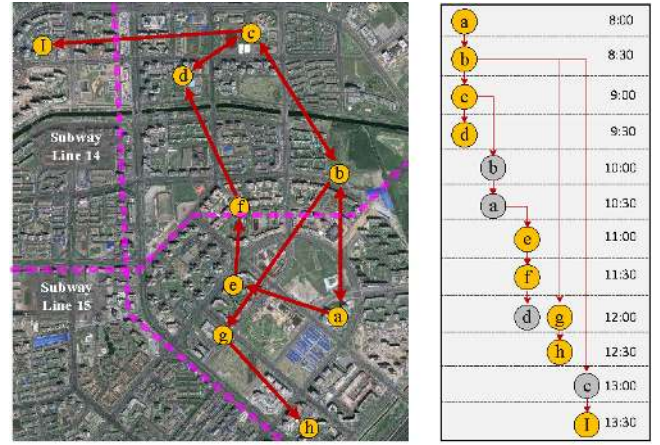 I
c
d
Subway
Line 14
b
f
e
Subway
Line 15
a
g
h
a 8:00
b 8:30
c 9:00
d 9:30
b 10:00
a 10:30
e 11:00
f 11:30
d g 12:00
h 12:30
c 13:00
I 13:30